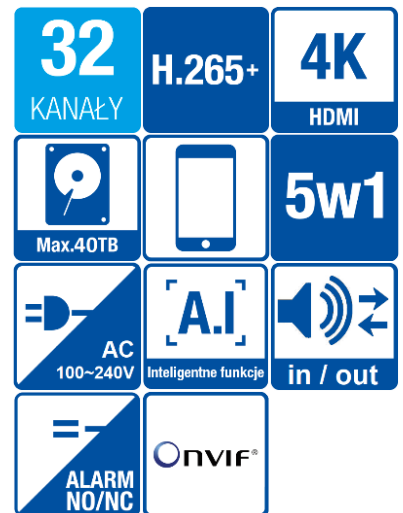 32
KANAŁY
H.265+
4K
HDMI
Max.40TB
5w1
AC
100~240V
A.I
Inteligentne funkcje
in / out
ALARM
NO/NC
ONVIF®